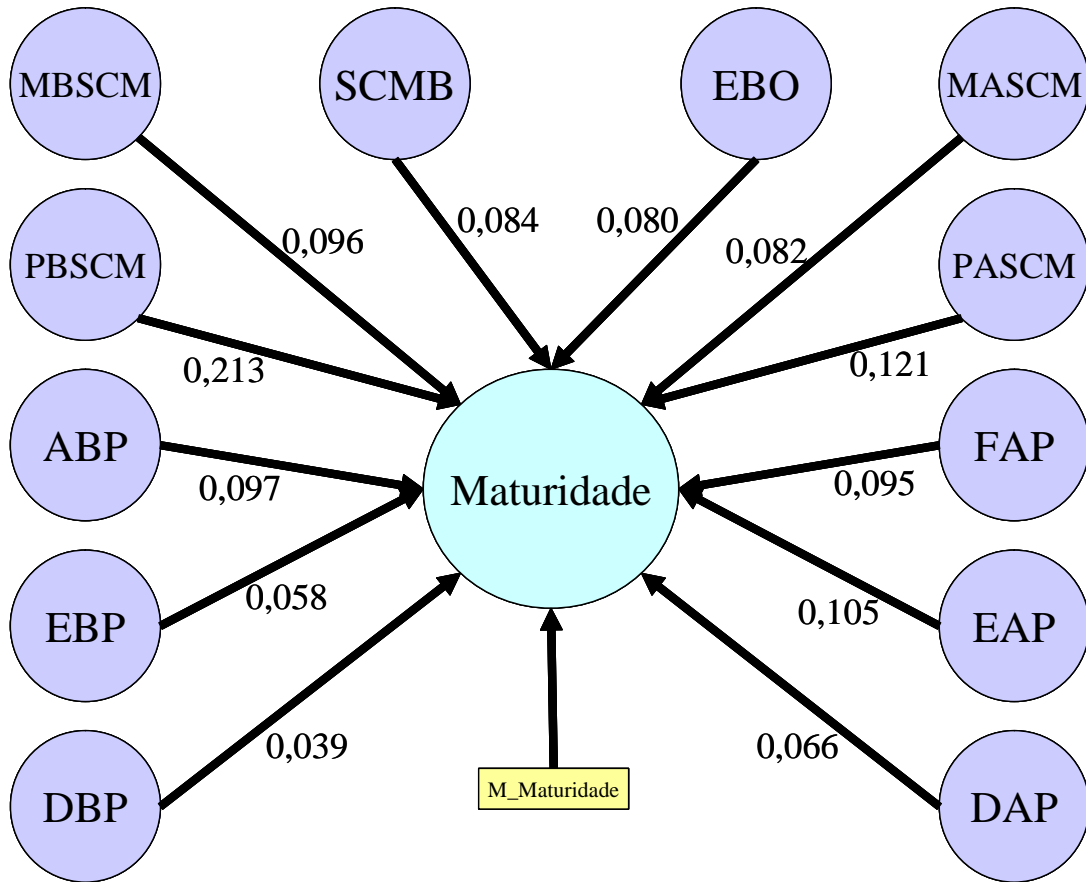 MBSCM
SCMB
EBO
MASCM
0,096
0,084
0,080
0,082
PBSCM
PASCM
0,213
0,121
ABP
FAP
0,097
0,095
Maturidade
EBP
EAP
0,058
0,105
DBP
DAP
0,039
0,066
M_Maturidade